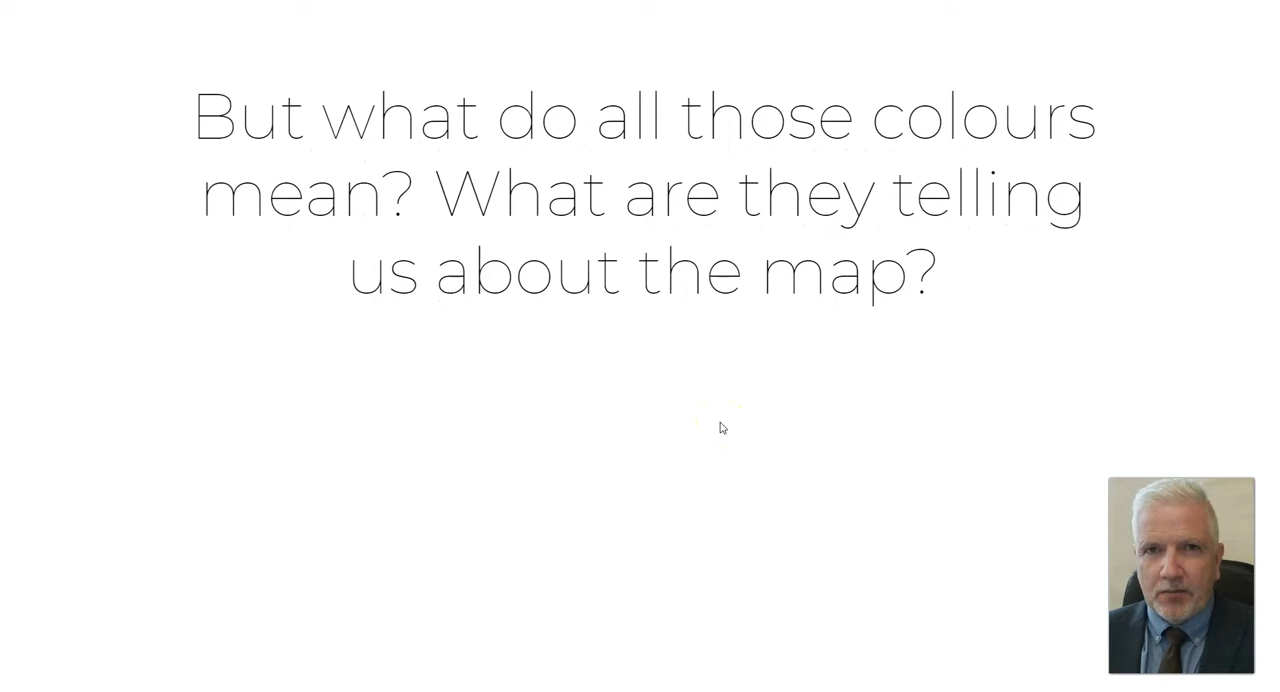 But what do all those colours
mean? What are they telling
us about the map?